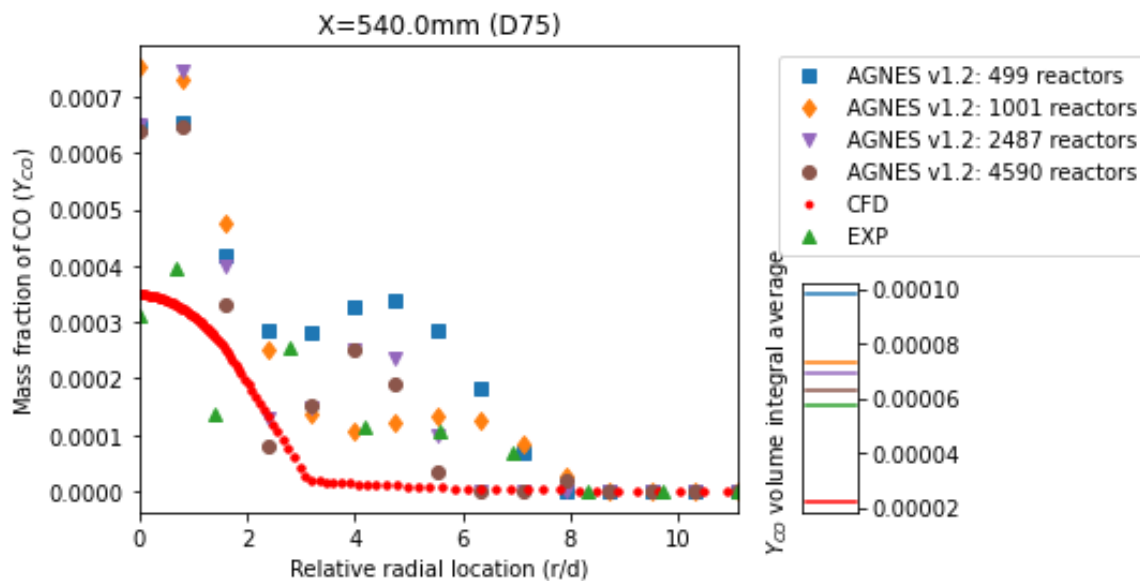 X=540.0mm (D75)
Mass fraction of CO (Y_CO)
0.0007
0.0006
0.0005
0.0004
0.0003
0.0002
0.0001
0.0000
0 2 4 6 8 10
Relative radial location (r/d)
AGNES v1.2: 499 reactors
AGNES v1.2: 1001 reactors
AGNES v1.2: 2487 reactors
AGNES v1.2: 4590 reactors
CFD
EXP
Y_CO volume integral average
0.00010
0.00008
0.00006
0.00004
0.00002